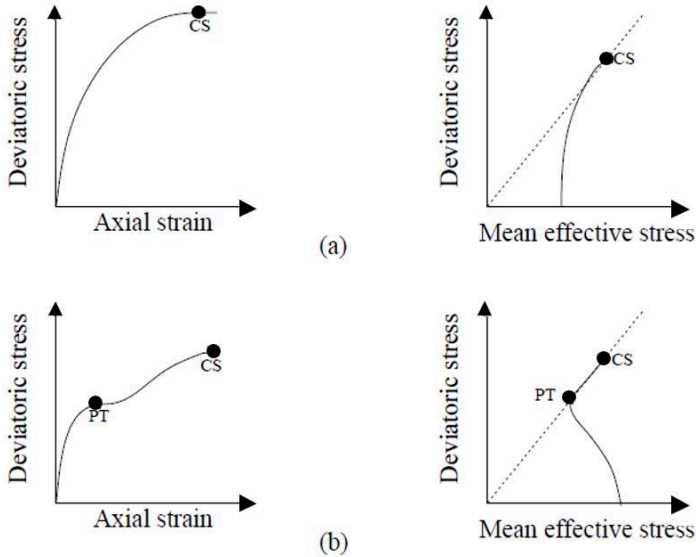 Deviatoric stress
CS
Axial strain
Deviatoric stress
CS
Mean effective stress
(a)
Deviatoric stress
PT
CS
Axial strain
Deviatoric stress
PT
CS
Mean effective stress
(b)